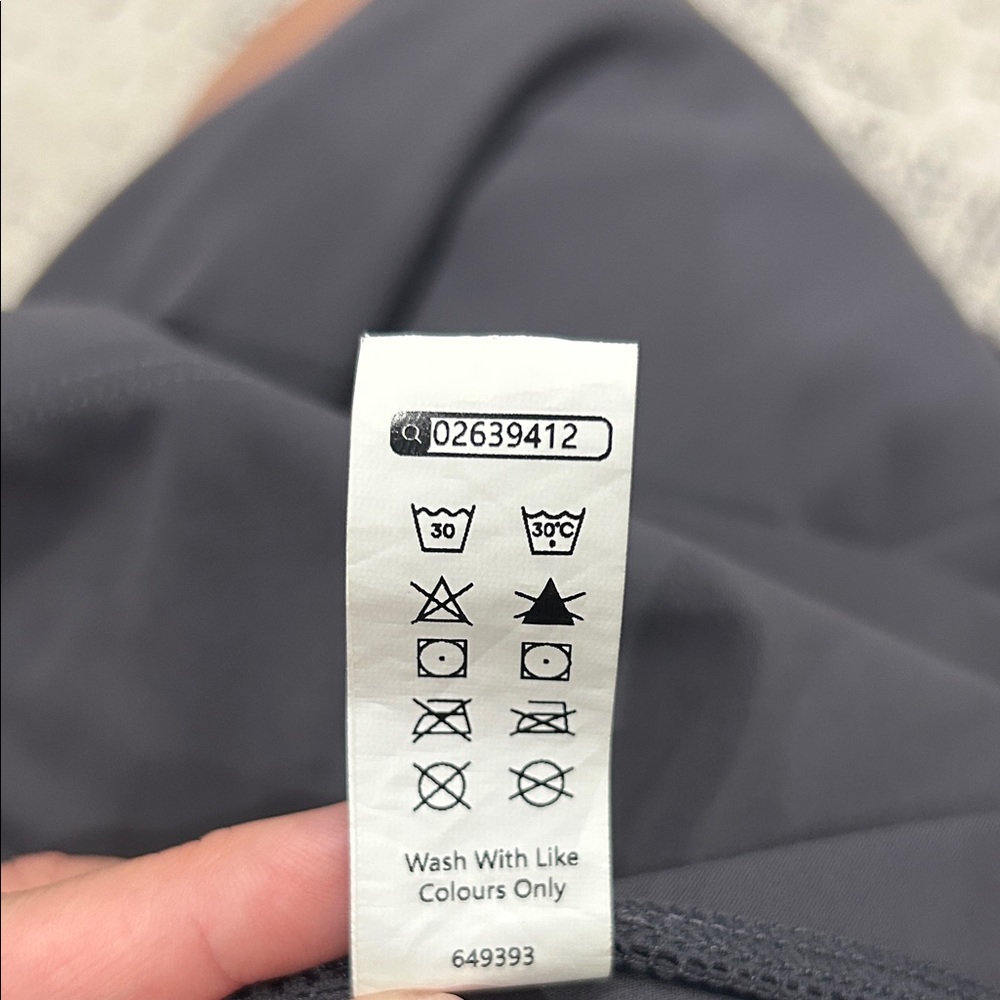 02639412
30 30°C
Wash With Like
Colours Only
649393